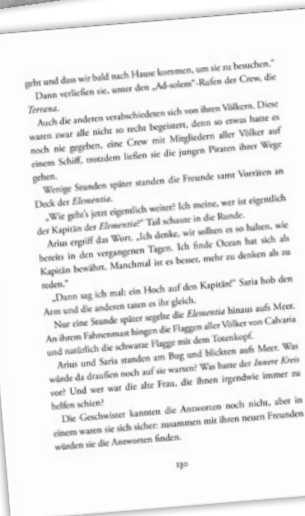 geht und dass wir bald nach Hause kommen, um sie zu besuchen."
Dann verließen sie, unter den „Ad-solem"-Rufen der Crew, die
Terrana.
Auch die anderen verabschiedeten sich von ihren Völkern. Diese
waren zwar alle nicht so recht begeistert, denn so etwas hatte es
noch nie gegeben, eine Crew mit Mitgliedern aller Völker auf
einem Schiff, trotzdem ließen sie die jungen Piraten ihrer Wege
gehen.
Wenige Stunden später standen die Freunde samt Vorräten an
Deck der Elementia.
„Wie geht's jetzt eigentlich weiter? Ich meine, wer ist eigentlich
der Kapitän der Elementia?" Tail schaute in die Runde.
Arius ergriff das Wort. „Ich denke, wir sollten es so halten, wie
bereits in den vergangenen Tagen. Ich finde Ocean hat sich als
Kapitän bewährt. Manchmal ist es besser, mehr zu denken als zu
reden."
„Dann sag ich mal: ein Hoch auf den Kapitän!" Saria hob den
Arm und die anderen taten es ihr gleich.
Nur eine Stunde später segelte die Elementia hinaus aufs Meer.
An ihrem Fahnenmast hingen die Flaggen aller Völker von Calvaria
und natürlich die schwarze Flagge mit dem Totenkopf.
Arius und Saria standen am Bug und blickten aufs Meer. Was
würde da draußen noch auf sie warten? Was hatte der Innere Kreis
vor? Und wer war die alte Frau, die ihnen irgendwie immer zu
helfen schien?
Die Geschwister kannten die Antworten noch nicht, aber in
einem waren sie sich sicher: zusammen mit ihren neuen Freunden
würden sie die Antworten finden.
130